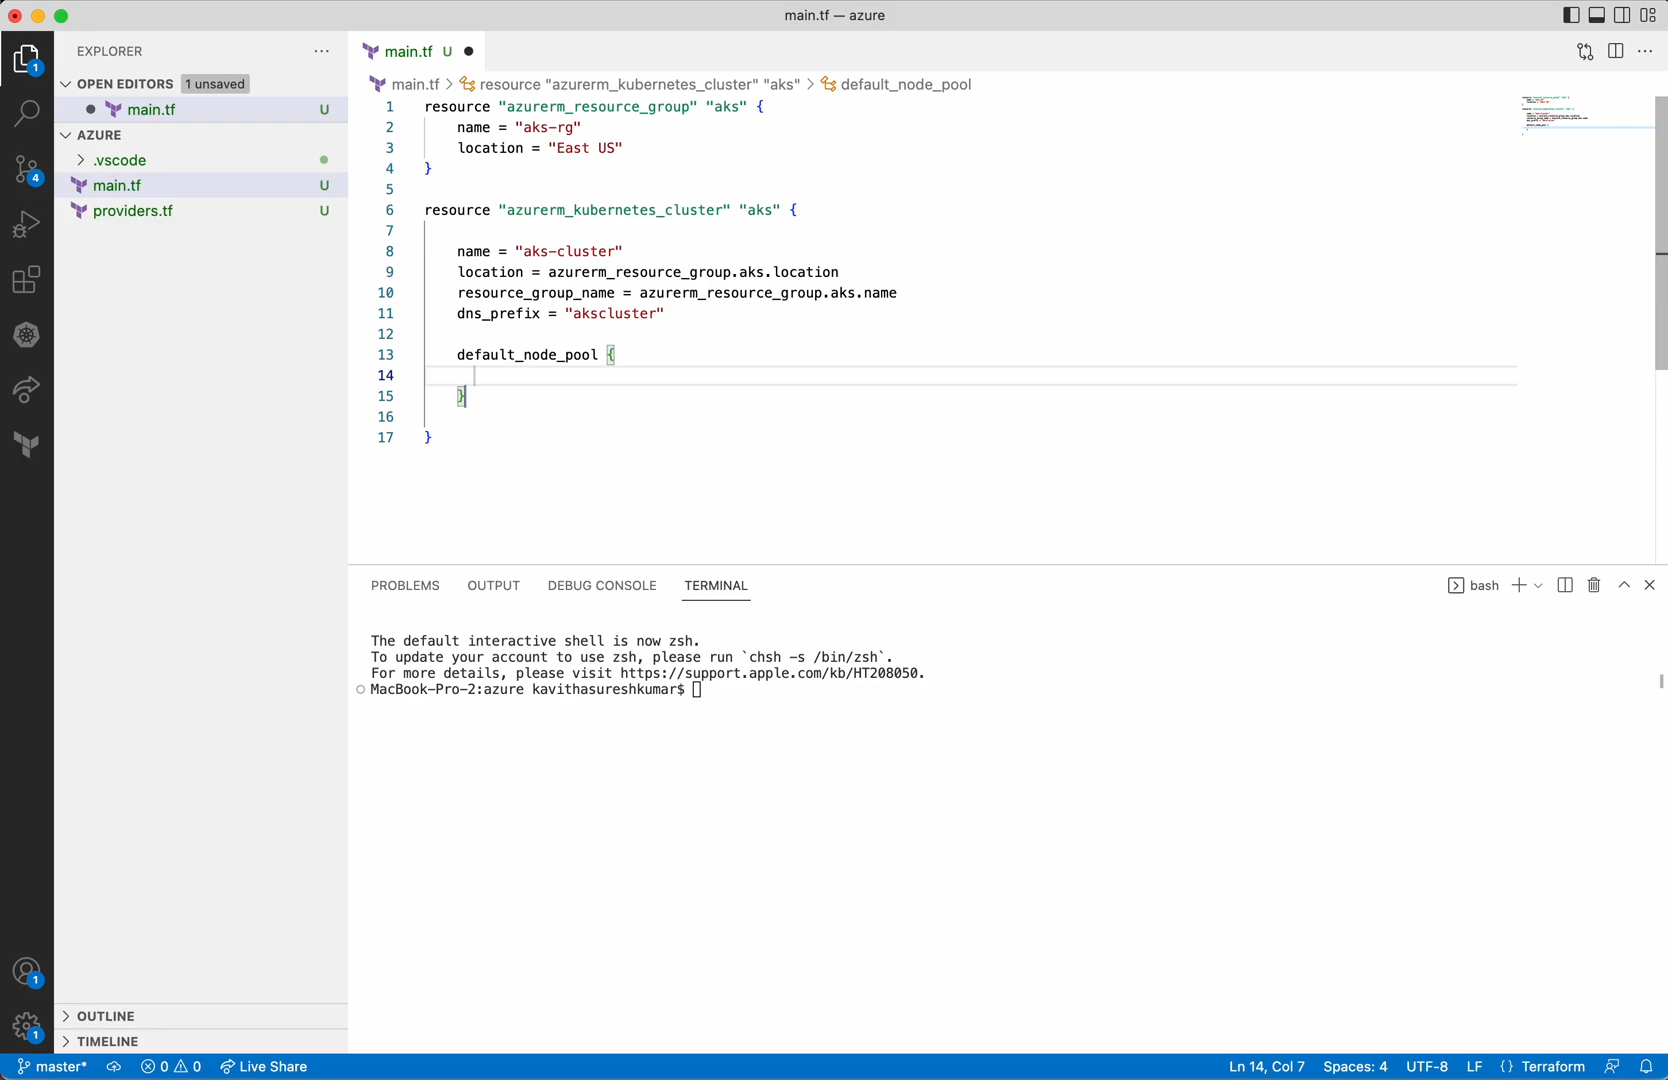 main.tf — azure
EXPLORER
main.tf U
OPEN EDITORS 1 unsaved
main.tf U
AZURE
.vscode
main.tf U
providers.tf U
OUTLINE
TIMELINE
main.tf > resource "azurerm_kubernetes_cluster" "aks" > default_node_pool
1 resource "azurerm_resource_group" "aks" {
2 name = "aks-rg"
3 location = "East US"
4 }
5
6 resource "azurerm_kubernetes_cluster" "aks" {
7
8 name = "aks-cluster"
9 location = azurerm_resource_group.aks.location
10 resource_group_name = azurerm_resource_group.aks.name
11 dns_prefix = "akscluster"
12
13 default_node_pool {
14
15 }
16
17 }
PROBLEMS OUTPUT DEBUG CONSOLE TERMINAL bash
The default interactive shell is now zsh.
To update your account to use zsh, please run `chsh -s /bin/zsh`.
For more details, please visit https://support.apple.com/kb/HT208050.
MacBook-Pro-2:azure kavithasureshkumar$
1
4
1
1
master* 0 0 Live Share Ln 14, Col 7 Spaces: 4 UTF-8 LF {} Terraform